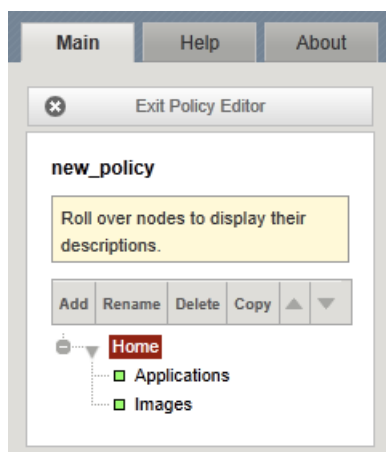 Main Help About
Exit Policy Editor
new_policy
Roll over nodes to display their
descriptions.
Add Rename Delete Copy
Home
Applications
Images